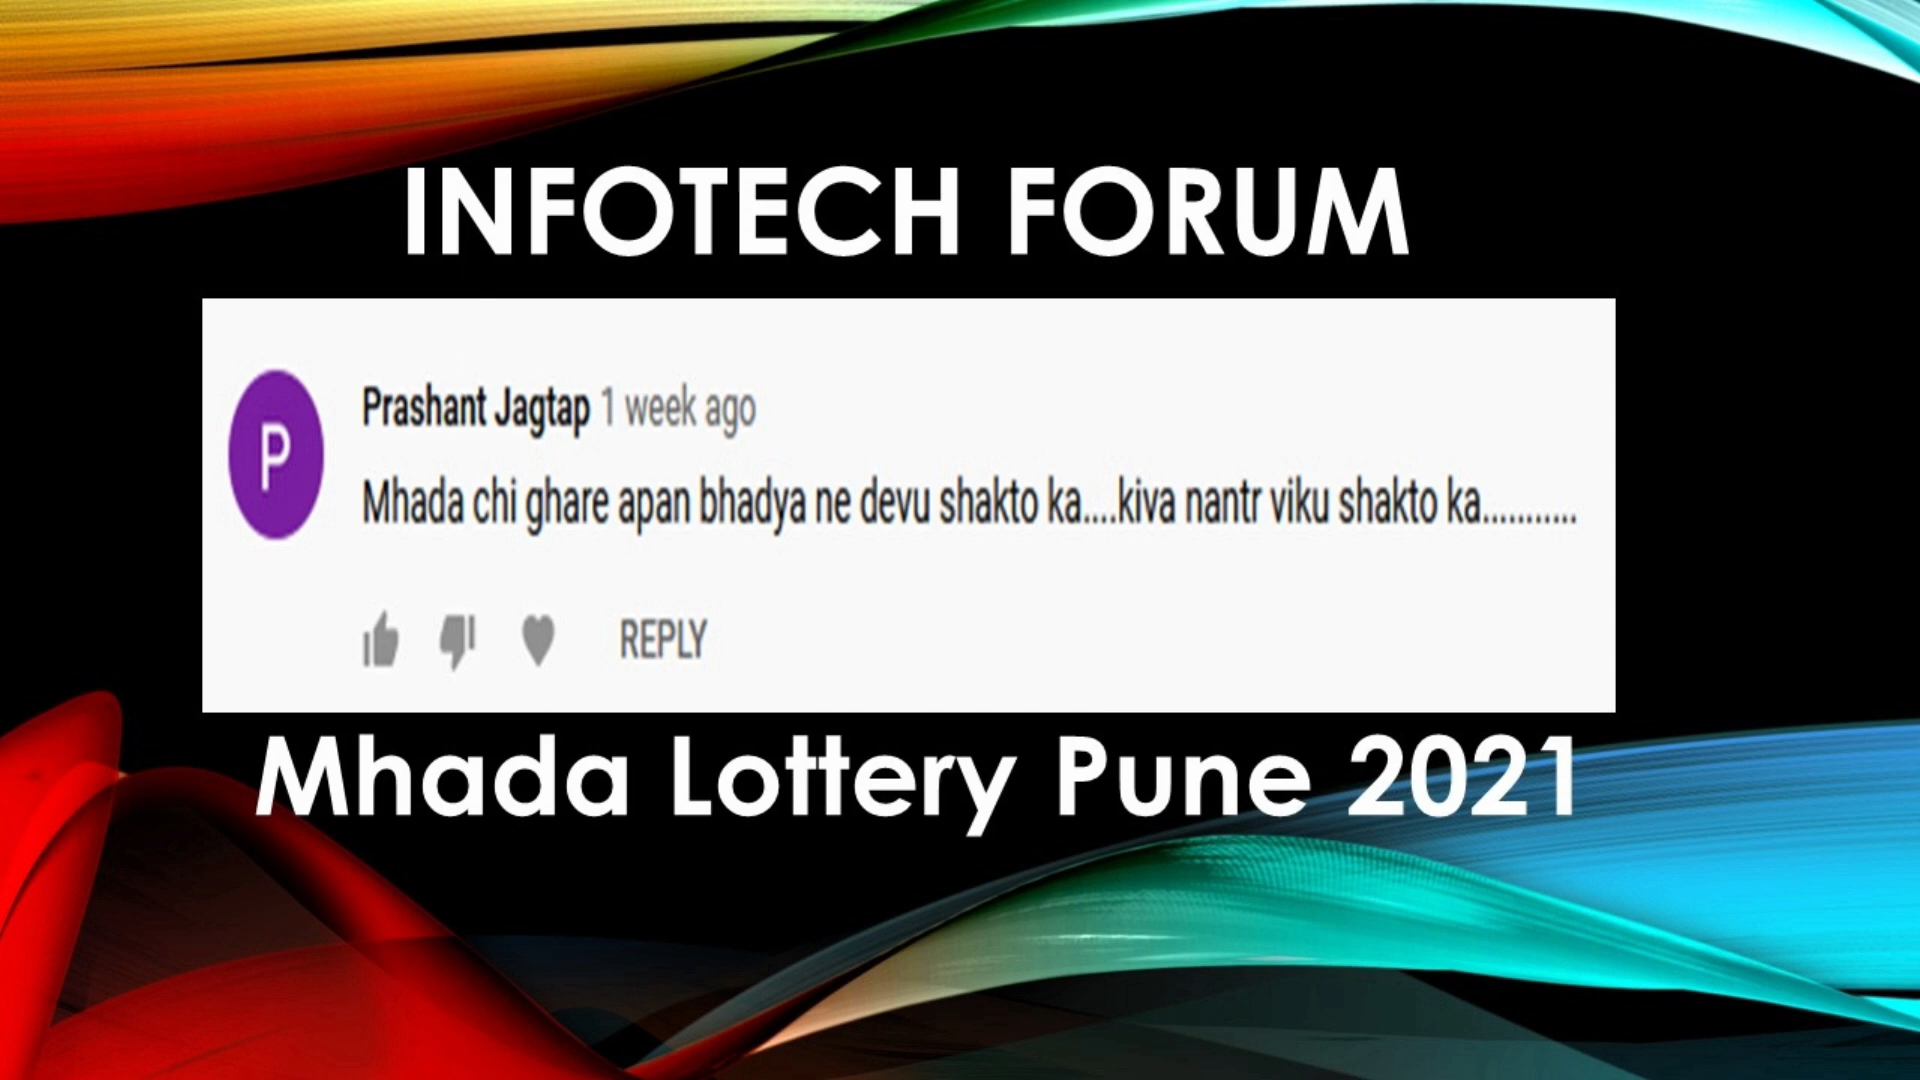 INFOTECH FORUM
P
Prashant Jagtap 1 week ago
Mhada chi ghare apan bhadya ne devu shakto ka....kiva nantr viku shakto ka...........
REPLY
Mhada Lottery Pune 2021